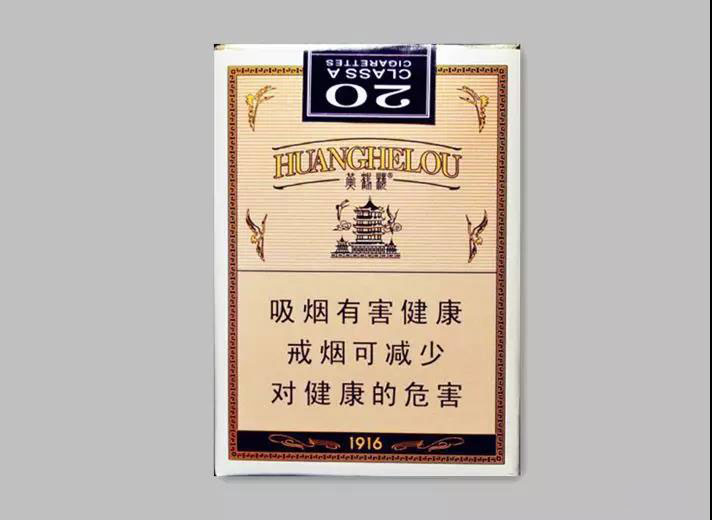 20
CLASS A
CIGARETTES
HUANGHELOU
黄鹤楼®
吸烟有害健康
戒烟可减少
对健康的危害
1916